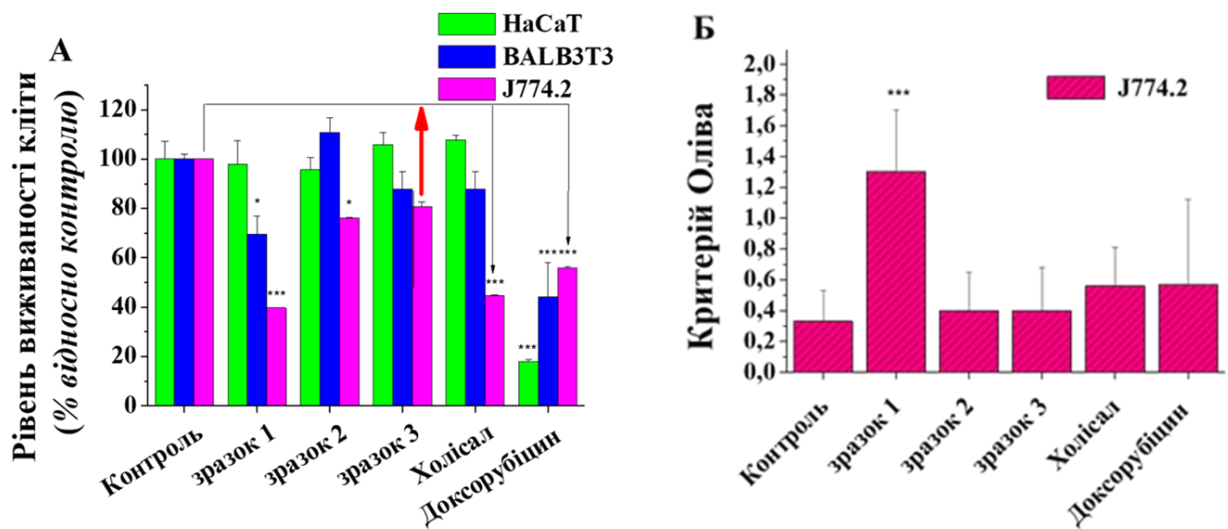 А
HaCaT
BALB3T3
J774.2
Рівень виживаності кліти
(% відносно контролю)
120
100
80
60
40
20
0
*
***
*
***
***
***
***
Контроль
зразок 1
зразок 2
зразок 3
Холісал
Доксорубіцин
Б
J774.2
Критерій Оліва
2,0
1,8
1,6
1,4
1,2
1,0
0,8
0,6
0,4
0,2
0,0
***
Контроль
зразок 1
зразок 2
зразок 3
Холісал
Доксорубіцин